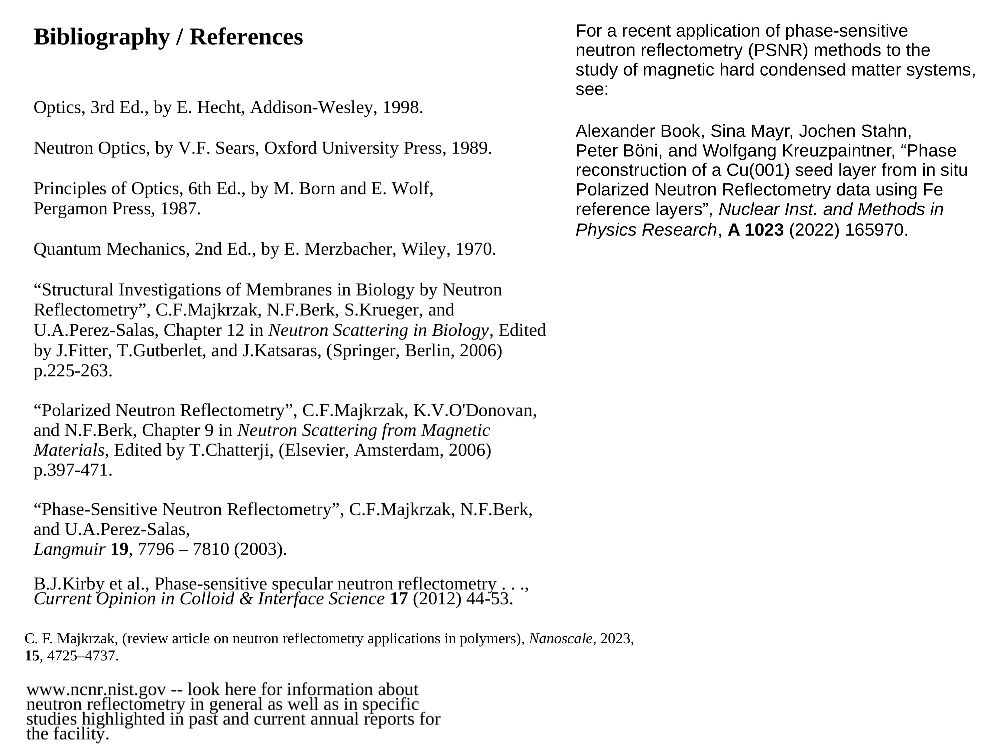 Bibliography / References
Optics, 3rd Ed., by E. Hecht, Addison-Wesley, 1998.
Neutron Optics, by V.F. Sears, Oxford University Press, 1989.
Principles of Optics, 6th Ed., by M. Born and E. Wolf,
Pergamon Press, 1987.
Quantum Mechanics, 2nd Ed., by E. Merzbacher, Wiley, 1970.
“Structural Investigations of Membranes in Biology by Neutron
Reflectometry”, C.F.Majkrzak, N.F.Berk, S.Krueger, and
U.A.Perez-Salas, Chapter 12 in Neutron Scattering in Biology, Edited
by J.Fitter, T.Gutberlet, and J.Katsaras, (Springer, Berlin, 2006)
p.225-263.
“Polarized Neutron Reflectometry”, C.F.Majkrzak, K.V.O'Donovan,
and N.F.Berk, Chapter 9 in Neutron Scattering from Magnetic
Materials, Edited by T.Chatterji, (Elsevier, Amsterdam, 2006)
p.397-471.
“Phase-Sensitive Neutron Reflectometry”, C.F.Majkrzak, N.F.Berk,
and U.A.Perez-Salas,
Langmuir 19, 7796 – 7810 (2003).
B.J.Kirby et al., Phase-sensitive specular neutron reflectometry . . .,
Current Opinion in Colloid & Interface Science 17 (2012) 44-53.
C. F. Majkrzak, (review article on neutron reflectometry applications in polymers), Nanoscale, 2023,
15, 4725–4737.
www.ncnr.nist.gov -- look here for information about
neutron reflectometry in general as well as in specific
studies highlighted in past and current annual reports for
the facility.
For a recent application of phase-sensitive
neutron reflectometry (PSNR) methods to the
study of magnetic hard condensed matter systems,
see:
Alexander Book, Sina Mayr, Jochen Stahn,
Peter Böni, and Wolfgang Kreuzpaintner, “Phase
reconstruction of a Cu(001) seed layer from in situ
Polarized Neutron Reflectometry data using Fe
reference layers”, Nuclear Inst. and Methods in
Physics Research, A 1023 (2022) 165970.